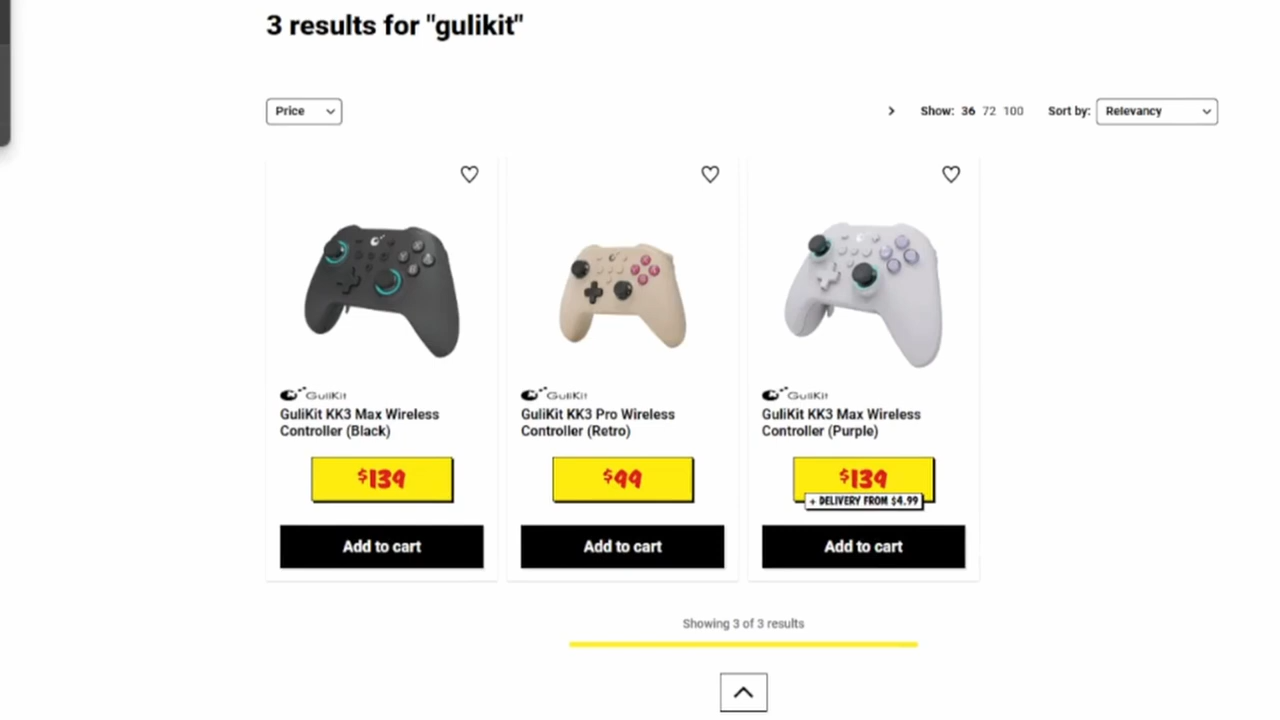 3 results for "gulikit"
Price
Show: 36 72 100
Sort by: Relevancy
GuliKit
GuliKit KK3 Max Wireless
Controller (Black)
$139
Add to cart
GuliKit
GuliKit KK3 Pro Wireless
Controller (Retro)
$99
Add to cart
GuliKit
GuliKit KK3 Max Wireless
Controller (Purple)
$139
+ DELIVERY FROM $4.99
Add to cart
Showing 3 of 3 results